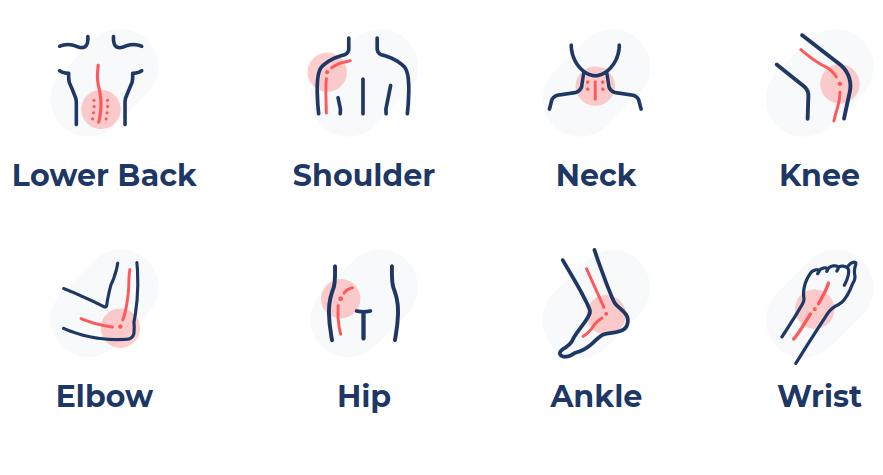 Lower Back
Shoulder
Neck
Knee
Elbow
Hip
Ankle
Wrist